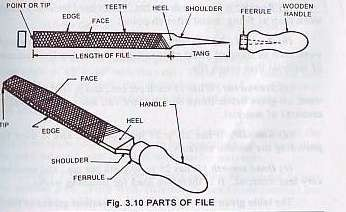 POINT OR TIP
EDGE
FACE
TEETH
HEEL
SHOULDER
FEERULE
WOODEN
HANDLE
LENGTH OF FILE
TANG
FACE
HANDLE
TIP
EDGE
HEEL
SHOULDER
FERRULE
Fig. 3.10 PARTS OF FILE